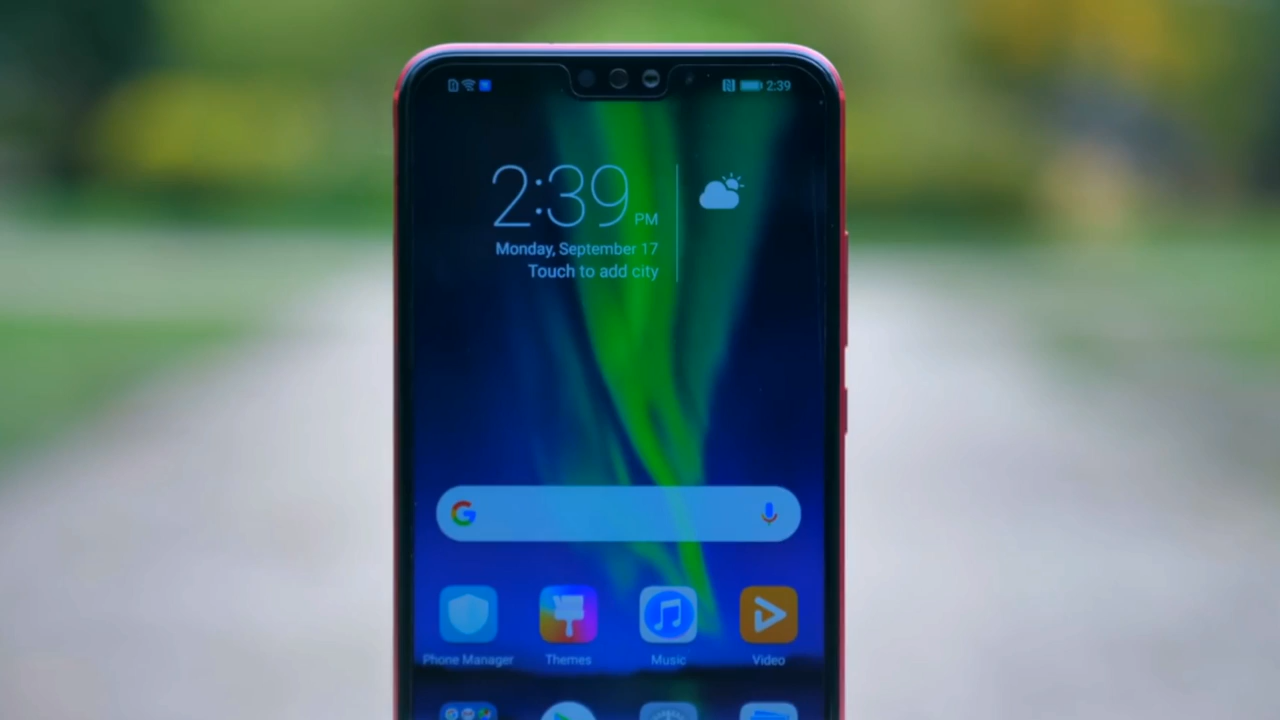 2:39
2:39 PM
Monday, September 17
Touch to add city
G
Phone Manager
Themes
Music
Video